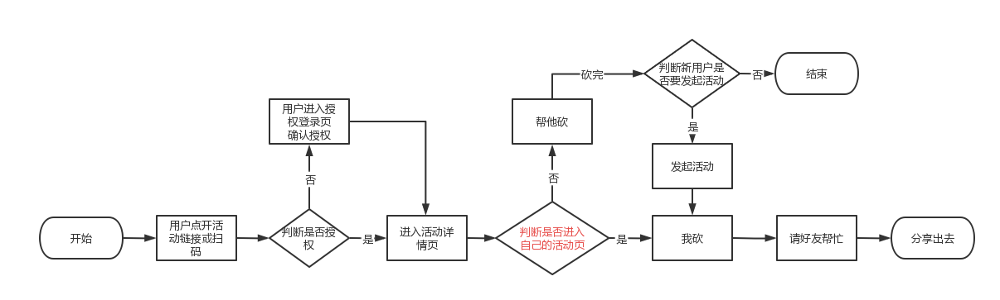 开始
用户点开活
动链接或扫
码
判断是否授
权
否
用户进入授
权登录页
确认授权
是
进入活动详
情页
判断是否进入
自己的活动页
否
帮他砍
砍完
判断新用户是
否要发起活动
否
结束
是
发起活动
是
我砍
请好友帮忙
分享出去